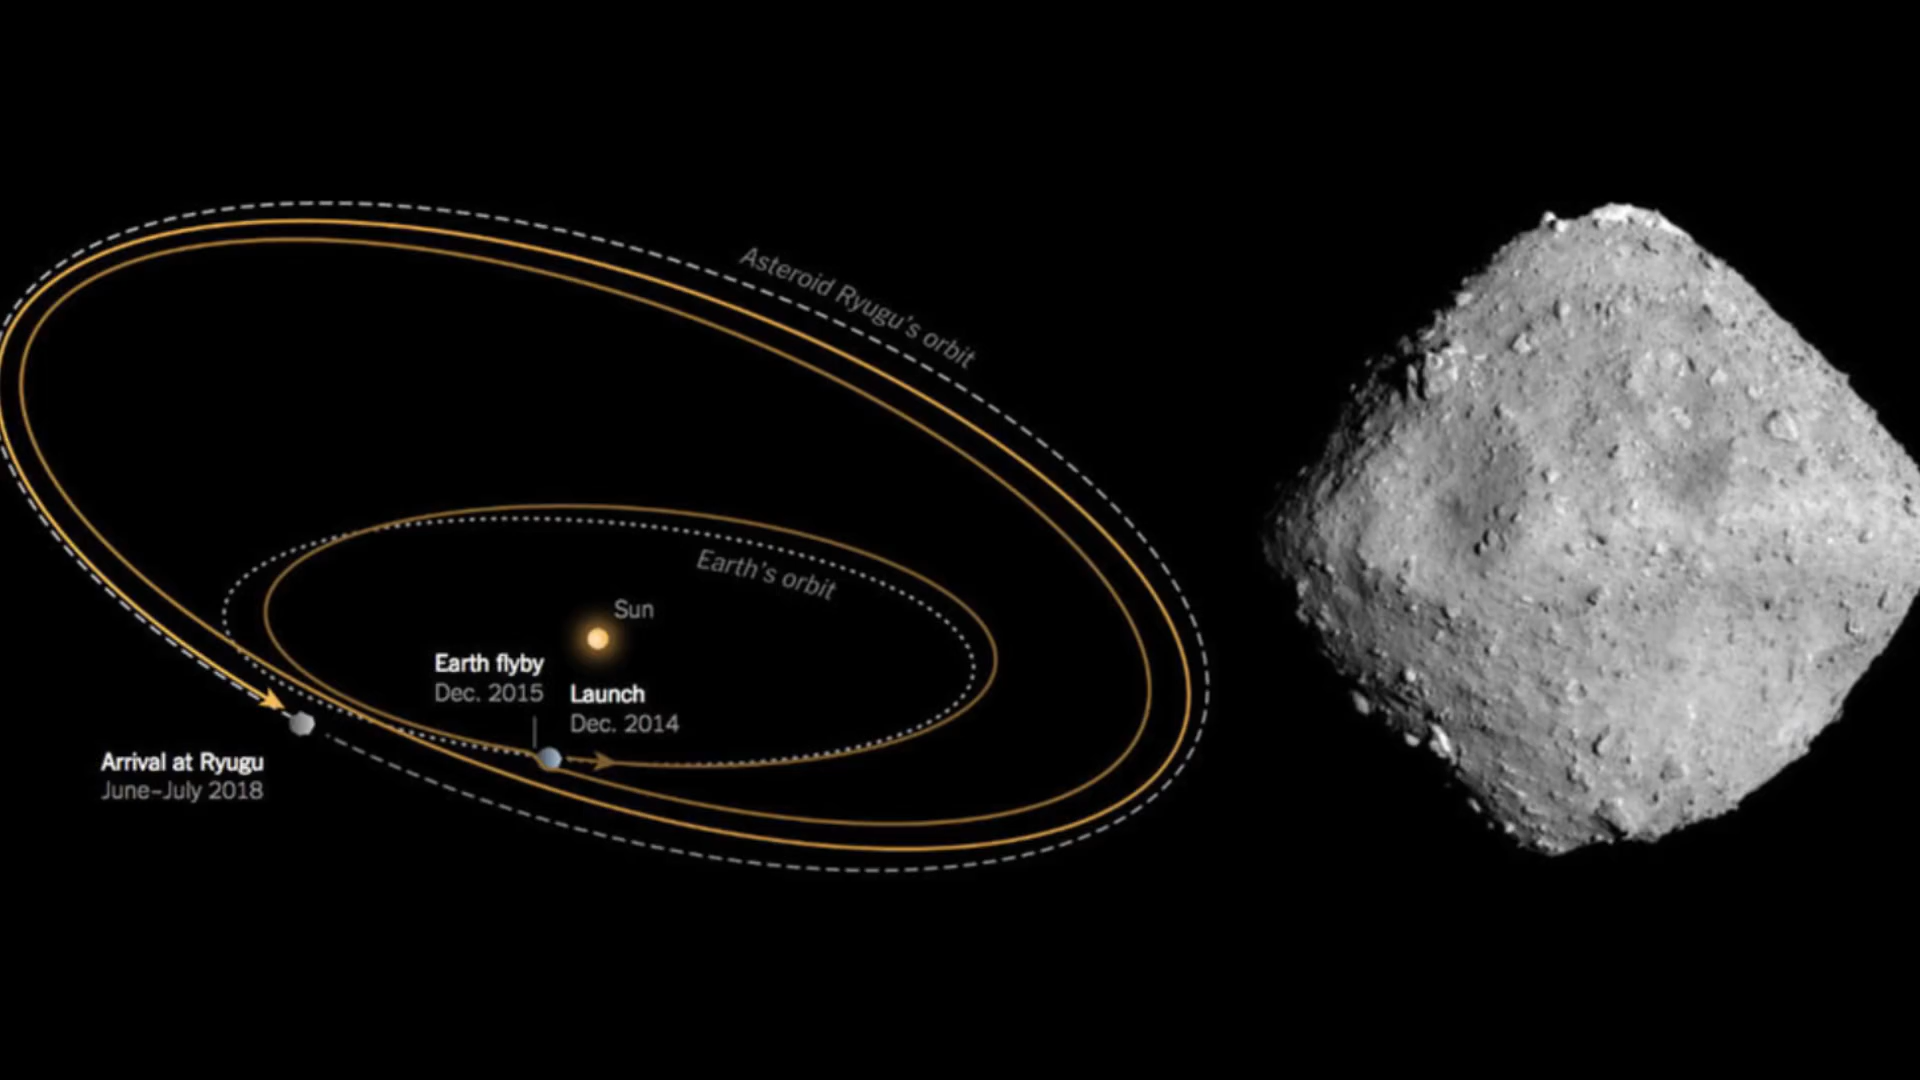 Asteroid Ryugu's orbit
Earth's orbit
Sun
Earth flyby
Dec. 2015
Launch
Dec. 2014
Arrival at Ryugu
June–July 2018